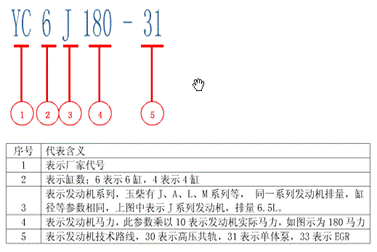 YC 6 J 180 - 31
1 2 3 4 5
序号 代表含义
1 表示厂家代号
2 表示缸数；6表示6缸，4表示4缸
表示发动机系列，玉柴有J、A、L、M系列等， 同一系列发动机排量，缸
3 径等参数相同，上图中表示J系列发动机，排量6.5L。
4 表示发动机马力，此参数乘以10表示发动机实际马力，如图示为180马力
5 表示发动机技术路线，30表示高压共轨，31表示单体泵，33表示EGR